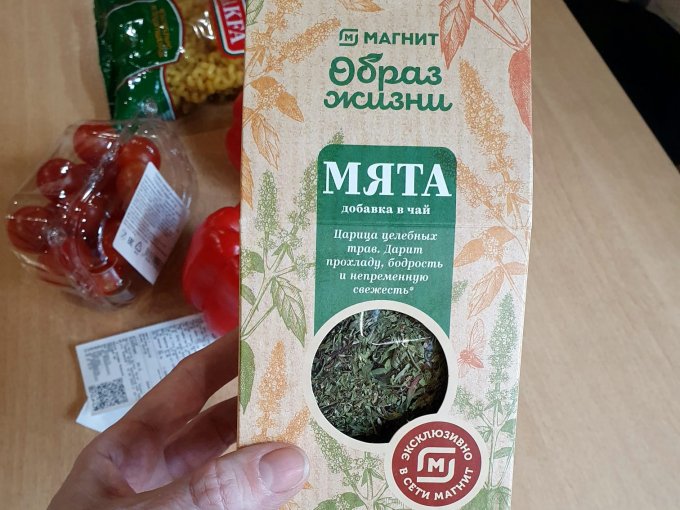 МАГНИТ
Образ
жизни
МЯТА
добавка в чай
Царица целебных
трав. Дарит
прохладу, бодрость
и непременную
свежесть*
ЭКСКЛЮЗИВНО
В СЕТИ МАГНИТ